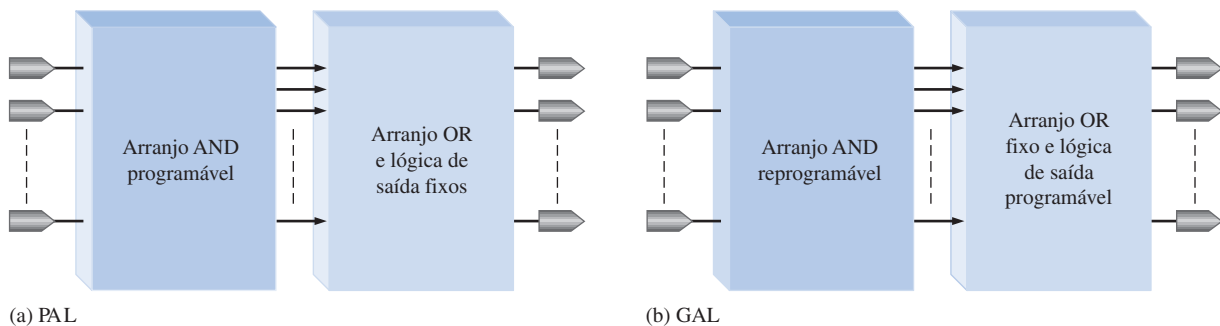 Arranjo AND
programável
Arranjo OR
e lógica de
saída fixos
(a) PAL
Arranjo AND
reprogramável
Arranjo OR
fixo e lógica
de saída
programável
(b) GAL